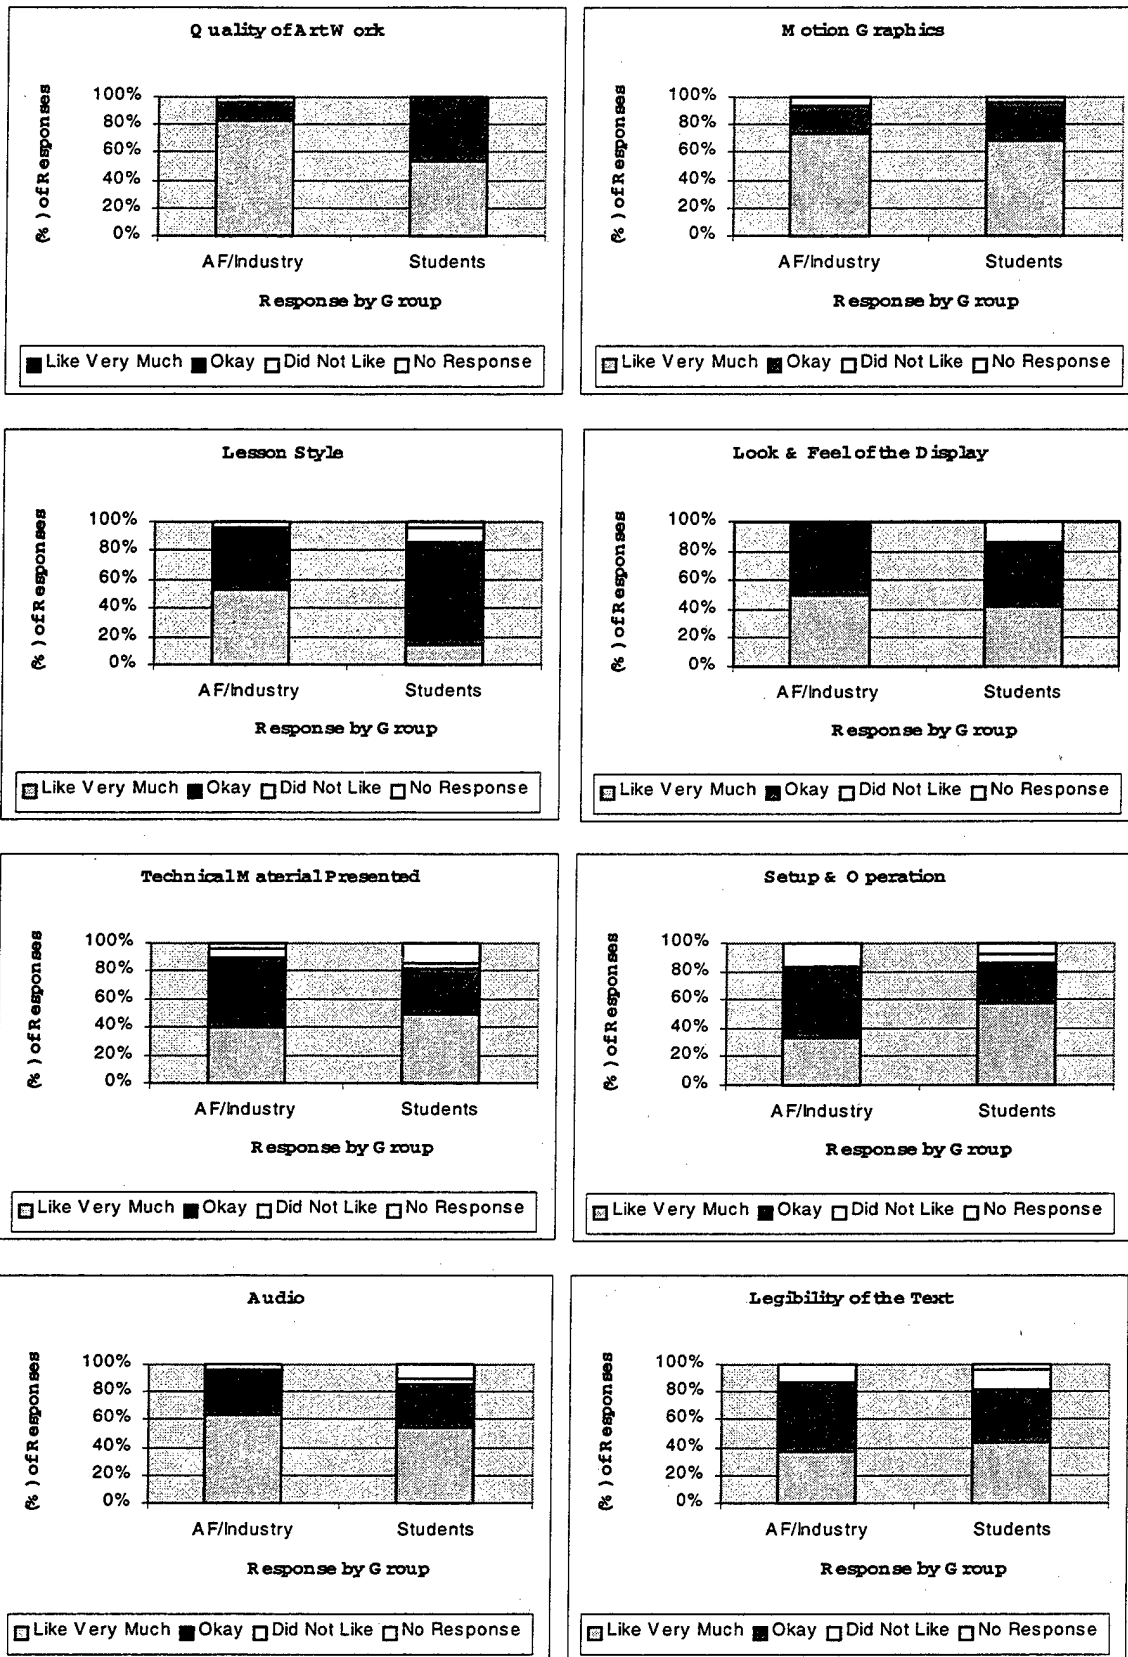 Quality of Art Work
(%) of Responses
100%
80%
60%
40%
20%
0%
AF/Industry Students
Response by Group
Like Very Much Okay Did Not Like No Response
Motion Graphics
(%) of Responses
100%
80%
60%
40%
20%
0%
AF/Industry Students
Response by Group
Like Very Much Okay Did Not Like No Response
Lesson Style
(%) of Responses
100%
80%
60%
40%
20%
0%
AF/Industry Students
Response by Group
Like Very Much Okay Did Not Like No Response
Look & Feel of the Display
(%) of Responses
100%
80%
60%
40%
20%
0%
AF/Industry Students
Response by Group
Like Very Much Okay Did Not Like No Response
Technical Material Presented
(%) of Responses
100%
80%
60%
40%
20%
0%
AF/Industry Students
Response by Group
Like Very Much Okay Did Not Like No Response
Setup & Operation
(%) of Responses
100%
80%
60%
40%
20%
0%
AF/Industry Students
Response by Group
Like Very Much Okay Did Not Like No Response
Audio
(%) of Responses
100%
80%
60%
40%
20%
0%
AF/Industry Students
Response by Group
Like Very Much Okay Did Not Like No Response
Legibility of the Text
(%) of Responses
100%
80%
60%
40%
20%
0%
AF/Industry Students
Response by Group
Like Very Much Okay Did Not Like No Response